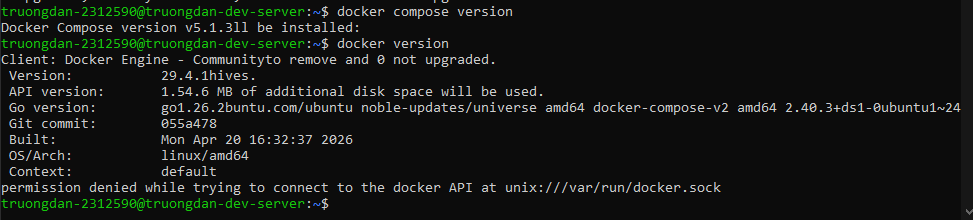 truongdan-2312590@truongdan-dev-server:~$ docker compose version
Docker Compose version v5.1.3ll be installed:
truongdan-2312590@truongdan-dev-server:~$ docker version
Client: Docker Engine - Communityto remove and 0 not upgraded.
Version: 29.4.1hives.
API version: 1.54.6 MB of additional disk space will be used.
Go version: go1.26.2buntu.com/ubuntu noble-updates/universe amd64 docker-compose-v2 amd64 2.40.3+ds1-0ubuntu1~24
Git commit: 055a478
Built: Mon Apr 20 16:32:37 2026
OS/Arch: linux/amd64
Context: default
permission denied while trying to connect to the docker API at unix:///var/run/docker.sock
truongdan-2312590@truongdan-dev-server:~$